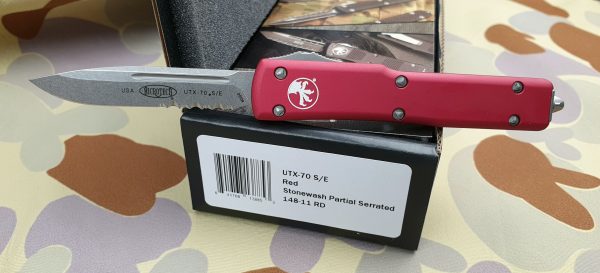 USA MICROTECH UTX-70 S/E
UTX-70 S/E
Red
Stonewash Partial Serrated
148-11 RD